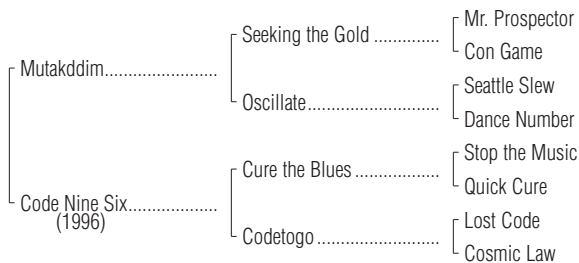 Mr. Prospector
Seeking the Gold ..............
Con Game
Mutakddim........................
Seattle Slew
Oscillate............................
Dance Number
Stop the Music
Cure the Blues ..................
Quick Cure
Code Nine Six...................
(1996)
Lost Code
Codetogo ..........................
Cosmic Law